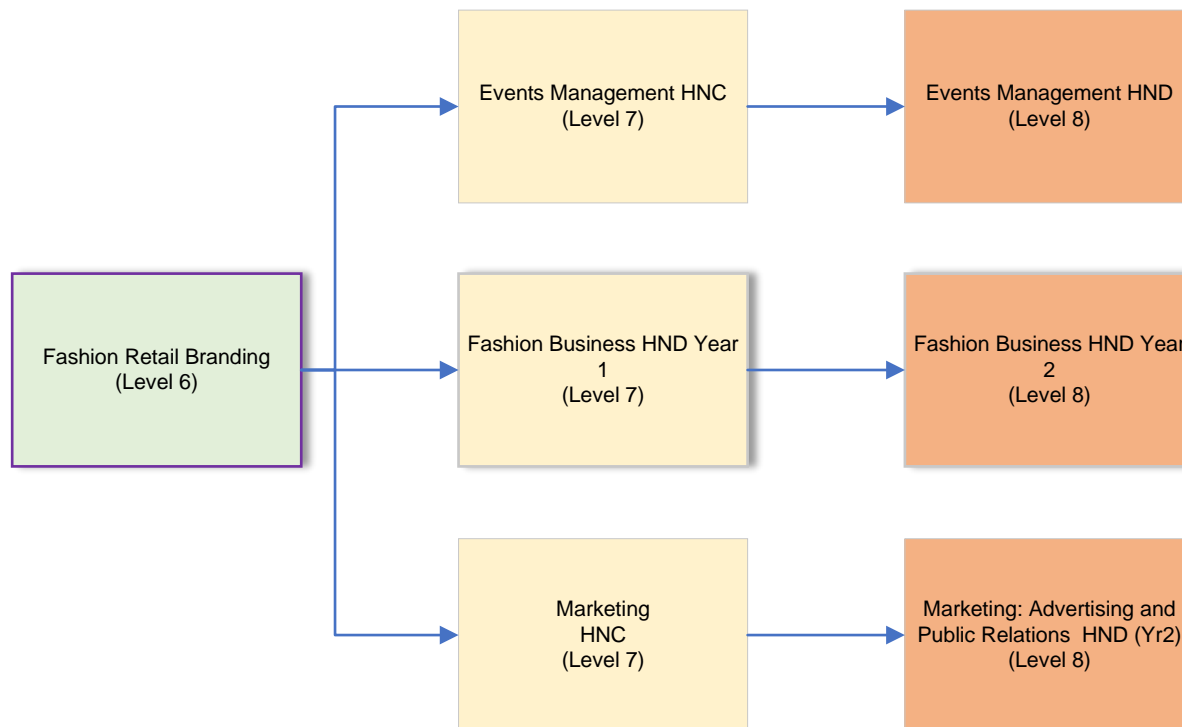 Events Management HNC
(Level 7)
Events Management HND
(Level 8)
Fashion Retail Branding
(Level 6)
Fashion Business HND Year
1
(Level 7)
Fashion Business HND Year
2
(Level 8)
Marketing
HNC
(Level 7)
Marketing: Advertising and
Public Relations  HND (Yr2)
(Level 8)